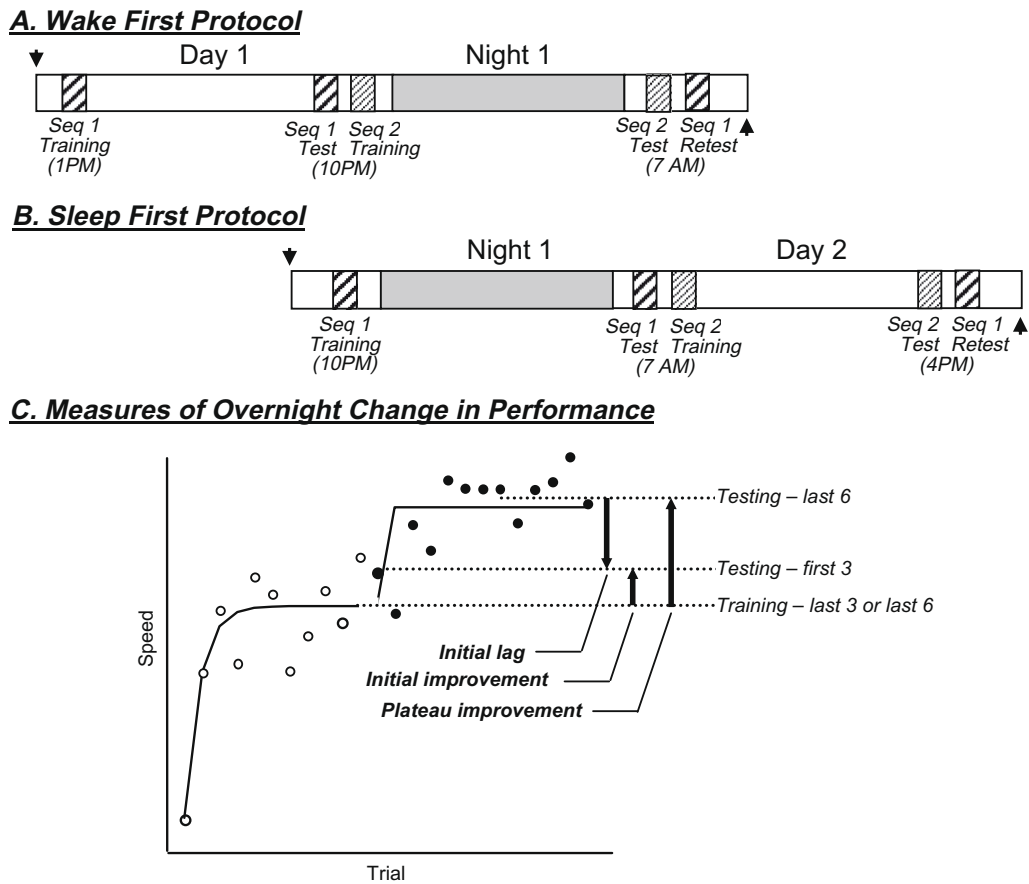 A. Wake First Protocol
Day 1
Night 1
Seq 1
Training
(1PM)
Seq 1
Test
Seq 2
Training
(10PM)
Seq 2
Test
Seq 1
Retest
(7 AM)
B. Sleep First Protocol
Night 1
Day 2
Seq 1
Training
(10PM)
Seq 1
Test
Seq 2
Training
(7 AM)
Seq 2
Test
Seq 1
Retest
(4PM)
C. Measures of Overnight Change in Performance
Testing – last 6
Testing – first 3
Training – last 3 or last 6
Initial lag
Initial improvement
Plateau improvement
Speed
Trial